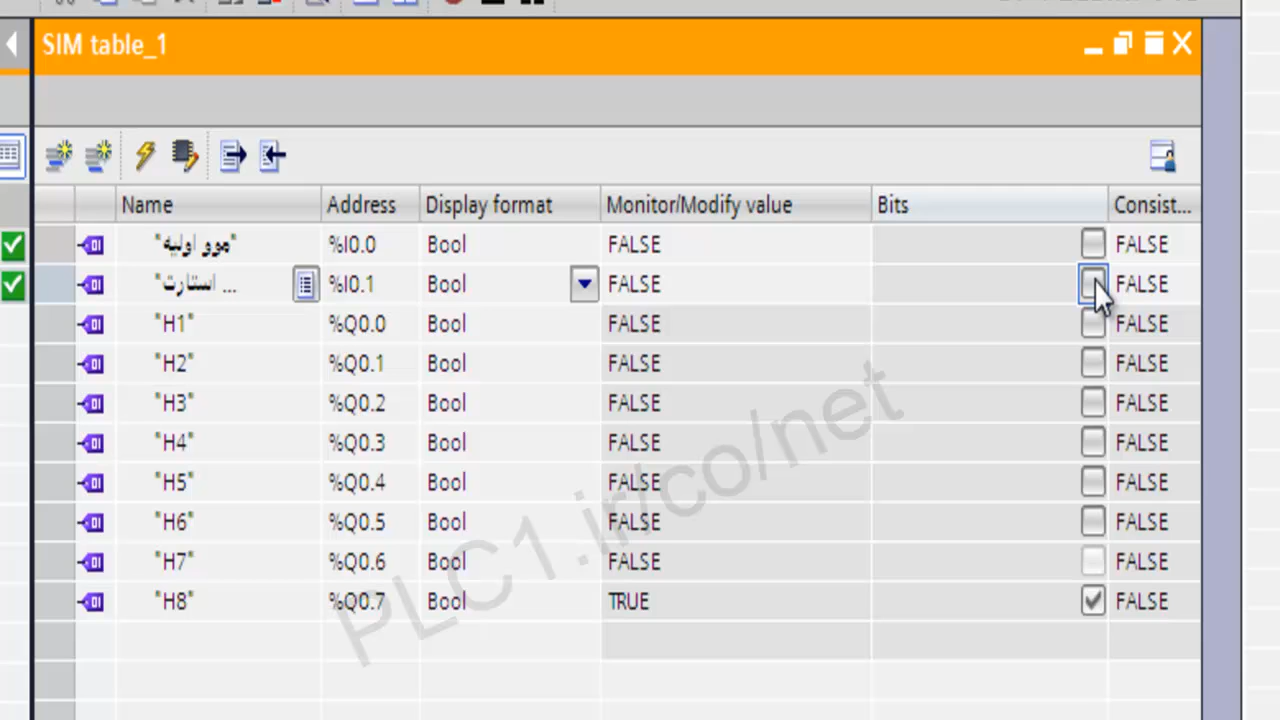 SIM table_1
Name Address Display format Monitor/Modify value Bits Consist...
"موو اولیه" %I0.0 Bool FALSE FALSE
"استارت ... %I0.1 Bool FALSE FALSE
"H1" %Q0.0 Bool FALSE FALSE
"H2" %Q0.1 Bool FALSE FALSE
"H3" %Q0.2 Bool FALSE FALSE
"H4" %Q0.3 Bool FALSE FALSE
"H5" %Q0.4 Bool FALSE FALSE
"H6" %Q0.5 Bool FALSE FALSE
"H7" %Q0.6 Bool FALSE FALSE
"H8" %Q0.7 Bool TRUE FALSE
PLC1.ir/co/net